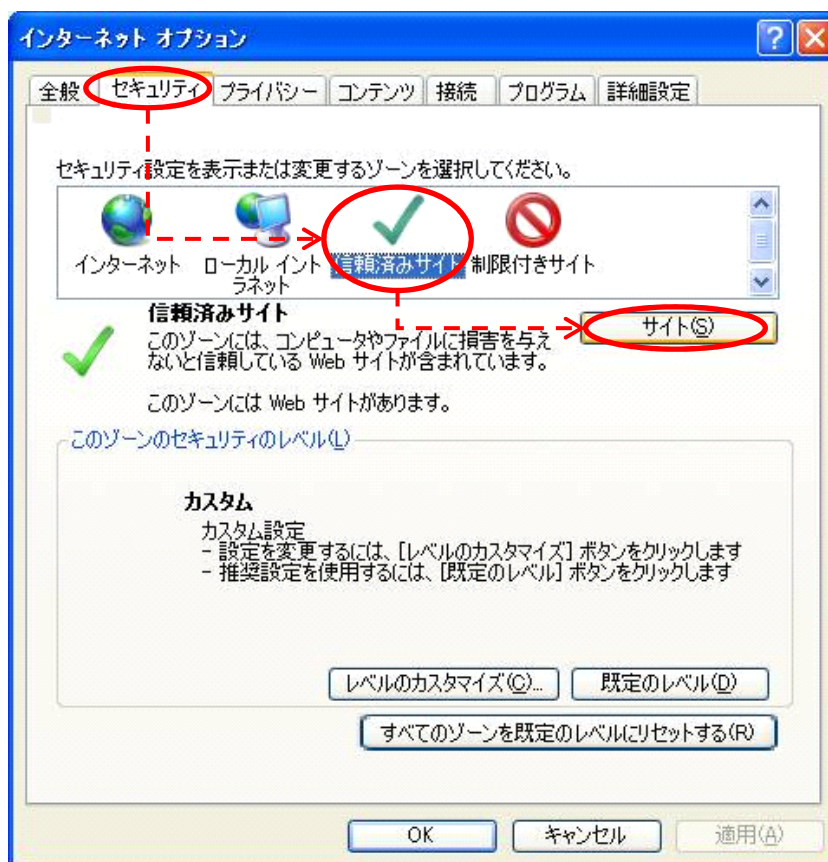 インターネット オプション
全般 セキュリティ プライバシー コンテンツ 接続 プログラム 詳細設定
セキュリティ設定を表示または変更するゾーンを選択してください。
インターネット ローカル イント 信頼済みサイト 制限付きサイト
ラネット
信頼済みサイト
サイト(S)
このゾーンには、コンピュータやファイルに損害を与え
ないと信頼している Web サイトが含まれています。
このゾーンには Web サイトがあります。
このゾーンのセキュリティのレベル(L)
カスタム
カスタム設定
- 設定を変更するには、[レベルのカスタマイズ] ボタンをクリックします
- 推奨設定を使用するには、[既定のレベル] ボタンをクリックします
レベルのカスタマイズ(C)... 既定のレベル(D)
すべてのゾーンを既定のレベルにリセットする(R)
OK キャンセル 適用(A)